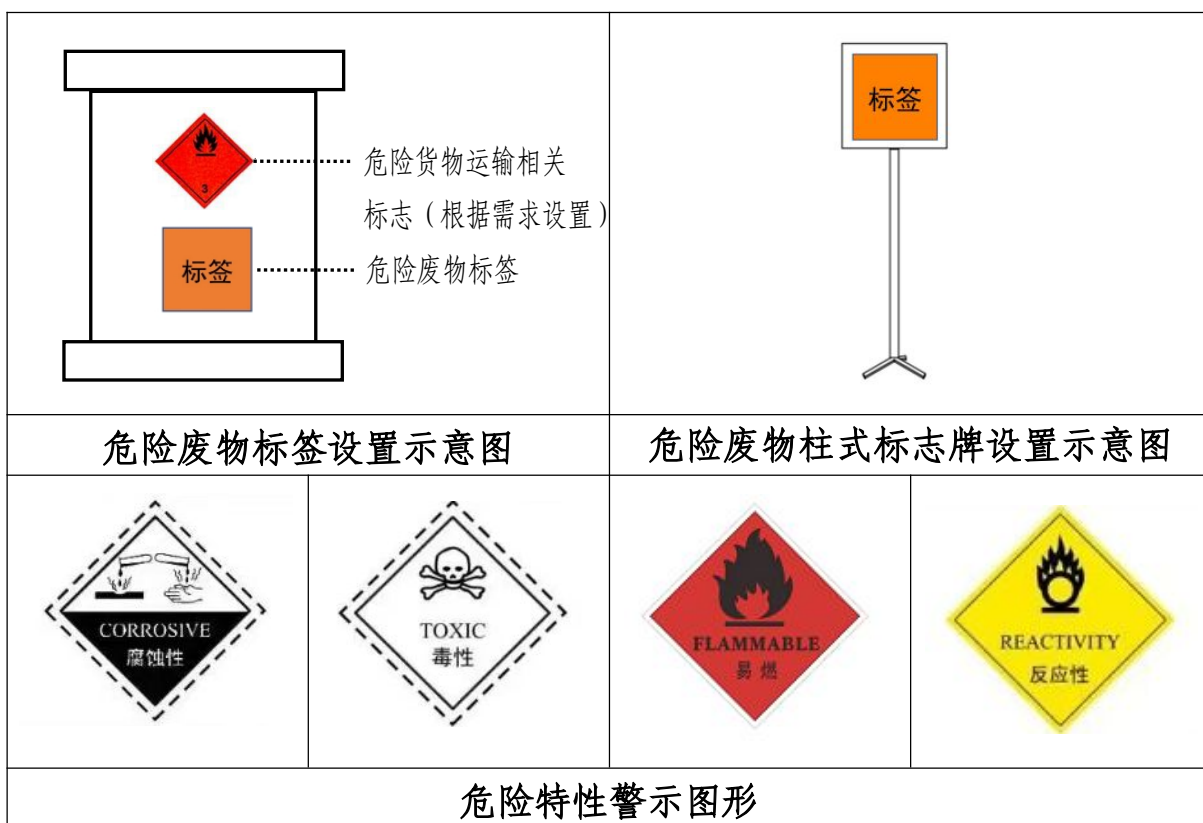 3
危险货物运输相关
标志（根据需求设置）
标签
危险废物标签
标签
危险废物标签设置示意图
危险废物柱式标志牌设置示意图
CORROSIVE
腐蚀性
TOXIC
毒性
FLAMMABLE
易燃
REACTIVITY
反应性
危险特性警示图形